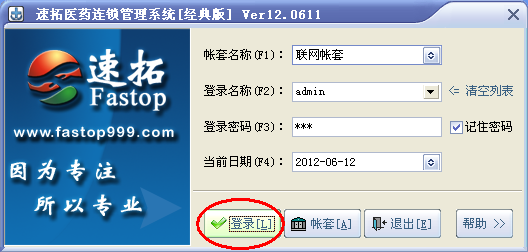 速拓医药连锁管理系统[经典版] Ver12.0611
速拓
Fastop
www.fastop999.com
因为专注
所以专业
帐套名称(F1): 联网帐套
登录名称(F2): admin <= 清空列表
登录密码(F3): *** 记住密码
当前日期(F4): 2012-06-12
登录[L] 帐套[A] 退出[E] 帮助 >>